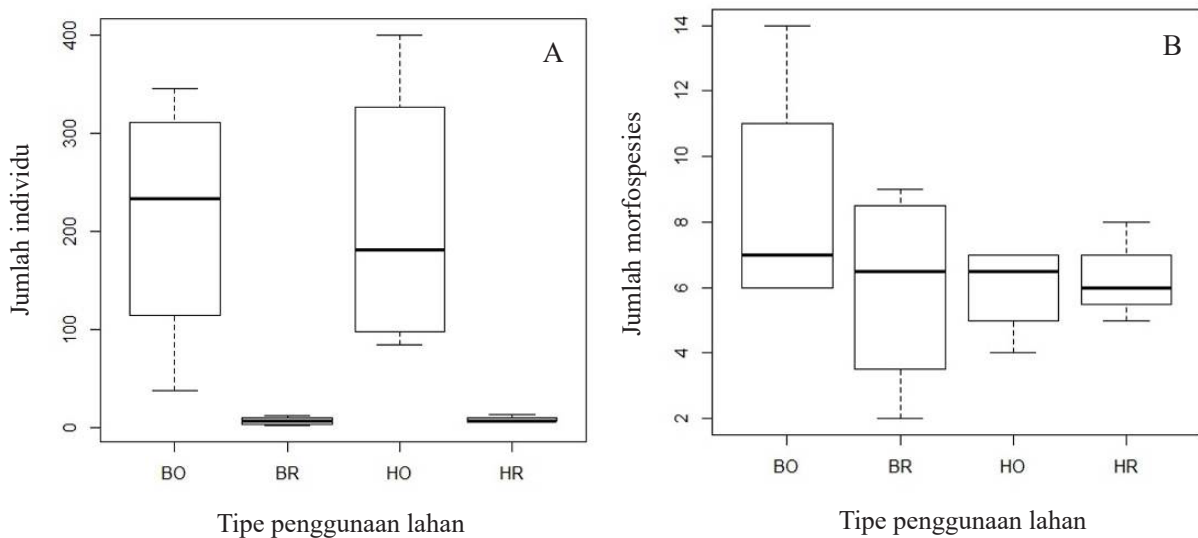 A
Jumlah individu
400
300
200
100
0
BO BR HO HR
Tipe penggunaan lahan
B
Jumlah morfospesies
14
12
10
8
6
4
2
BO BR HO HR
Tipe penggunaan lahan